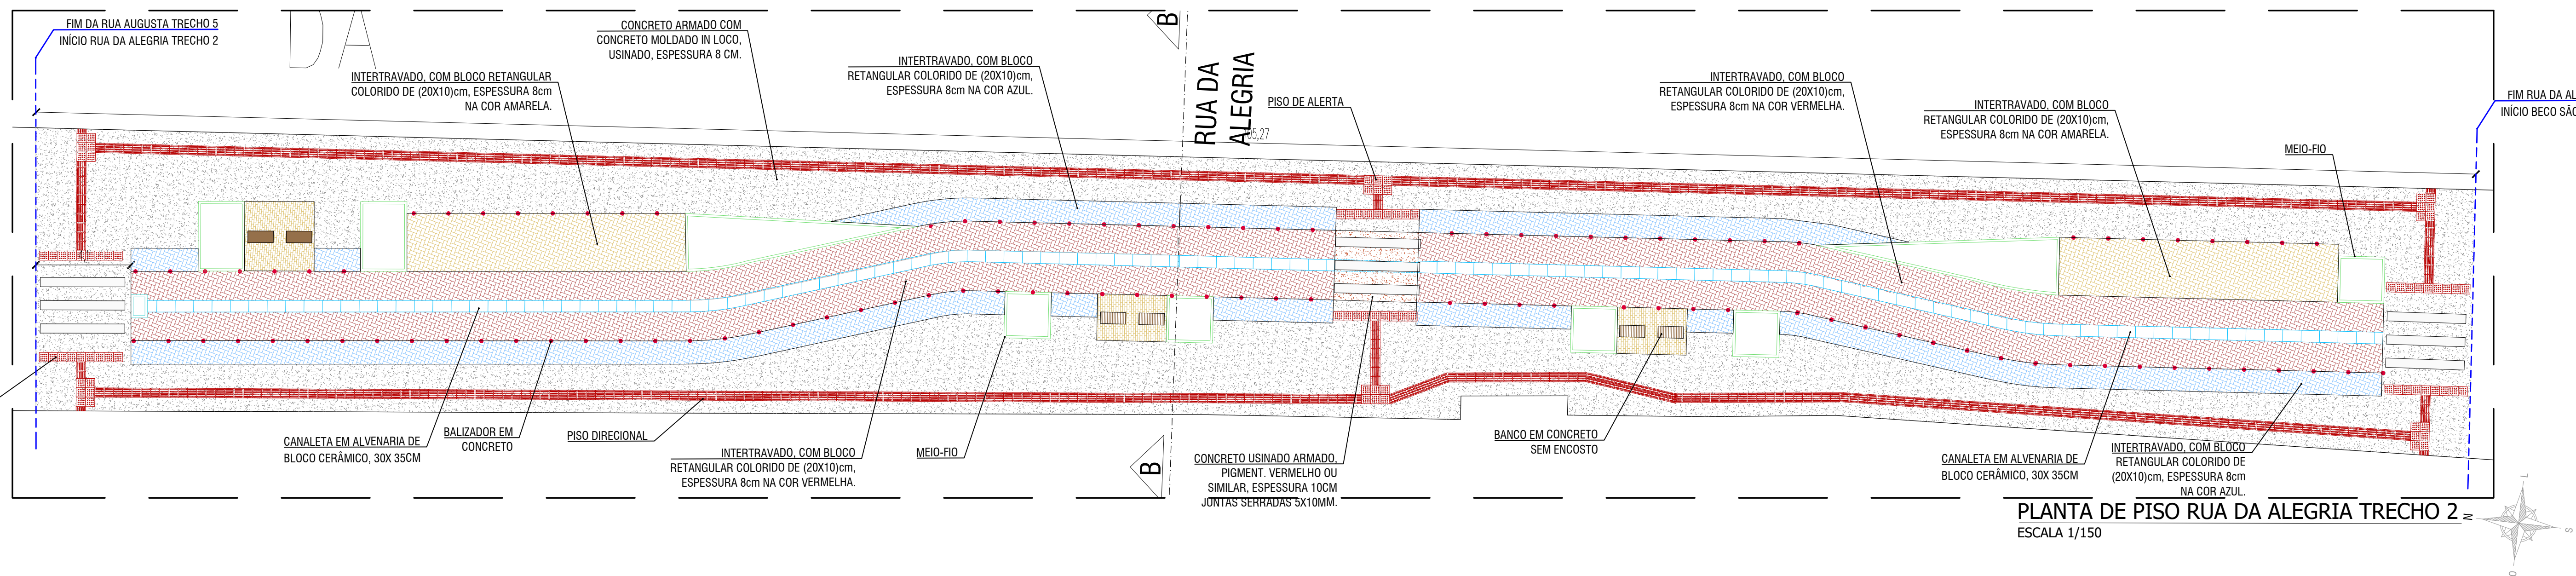 FIM DA RUA AUGUSTA TRECHO 5
INÍCIO RUA DA ALEGRIA TRECHO 2
DA
CONCRETO ARMADO COM
CONCRETO MOLDADO IN LOCO,
USINADO, ESPESSURA 8 CM.
INTERTRAVADO, COM BLOCO RETANGULAR
COLORIDO DE (20X10)cm, ESPESSURA 8cm
NA COR AMARELA.
INTERTRAVADO, COM BLOCO
RETANGULAR COLORIDO DE (20X10)cm,
ESPESSURA 8cm NA COR AZUL.
B
RUA DA
ALEGRIA
PISO DE ALERTA
INTERTRAVADO, COM BLOCO
RETANGULAR COLORIDO DE (20X10)cm,
ESPESSURA 8cm NA COR VERMELHA.
INTERTRAVADO, COM BLOCO
RETANGULAR COLORIDO DE (20X10)cm,
ESPESSURA 8cm NA COR AMARELA.
MEIO-FIO
FIM RUA DA AL
INÍCIO BECO SÃO
CANALETA EM ALVENARIA DE
BLOCO CERÂMICO, 30X 35CM
BALIZADOR EM
CONCRETO
PISO DIRECIONAL
INTERTRAVADO, COM BLOCO
RETANGULAR COLORIDO DE (20X10)cm,
ESPESSURA 8cm NA COR VERMELHA.
MEIO-FIO
B
CONCRETO USINADO ARMADO,
PIGMENT. VERMELHO OU
SIMILAR, ESPESSURA 10CM
JUNTAS SERRADAS 5X10MM.
BANCO EM CONCRETO
SEM ENCOSTO
CANALETA EM ALVENARIA DE
BLOCO CERÂMICO, 30X 35CM
INTERTRAVADO, COM BLOCO
RETANGULAR COLORIDO DE
(20X10)cm, ESPESSURA 8cm
NA COR AZUL.
PLANTA DE PISO RUA DA ALEGRIA TRECHO 2
ESCALA 1/150
L
N
S
O